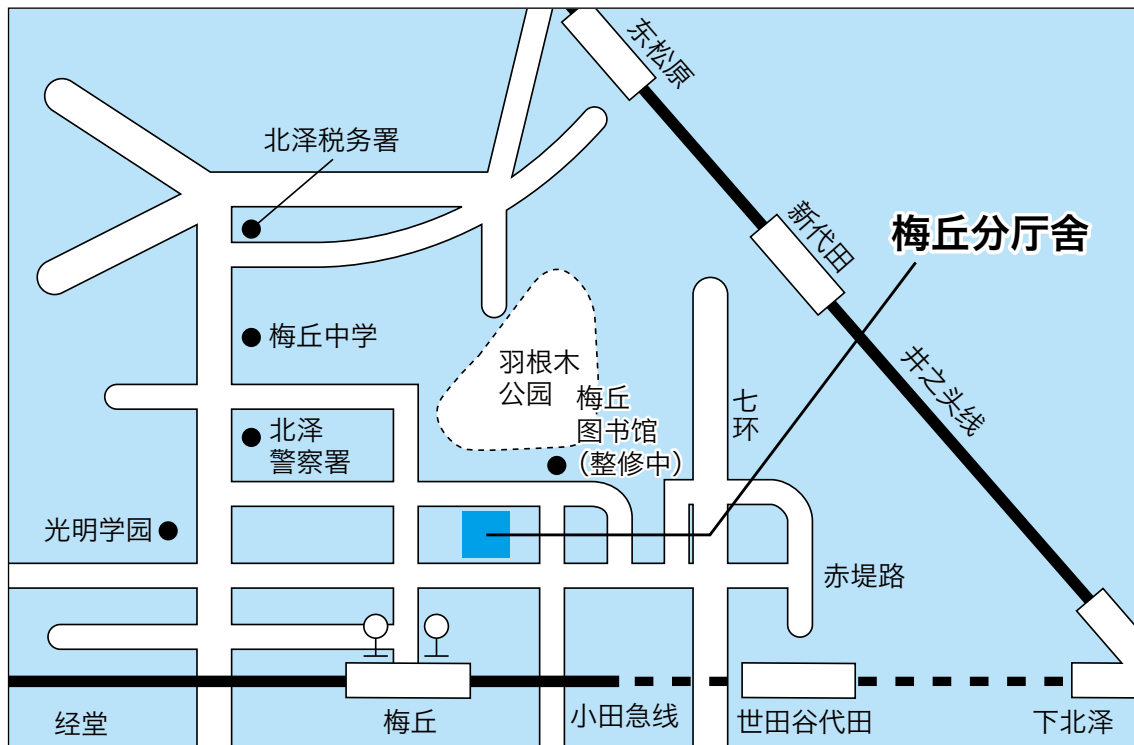 东松原
北泽税务署
新代田
梅丘分厅舍
梅丘中学
羽根木
公园
井之头线
梅丘
图书馆
（整修中）
七
环
北泽
警察署
光明学园
赤堤路
经堂
梅丘
小田急线
世田谷代田
下北泽